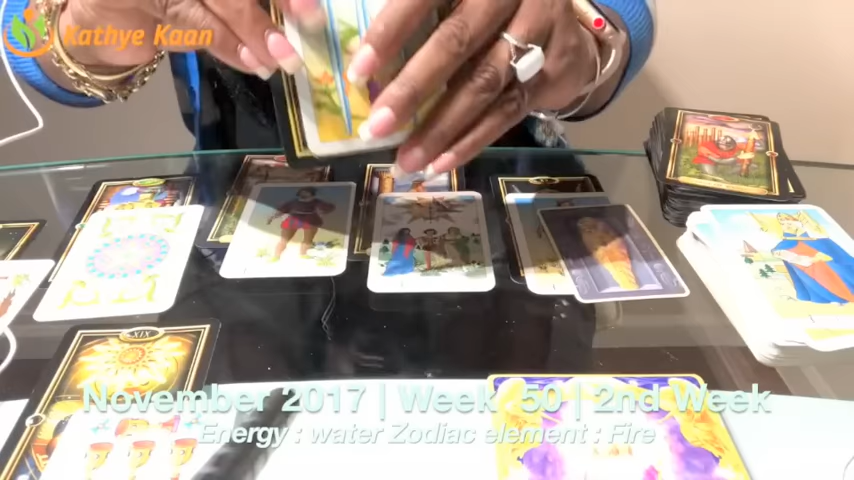 Kathye Kaan
XIX
November 2017 | Week 50 | 2nd Week
Energy : water Zodiac element : Fire